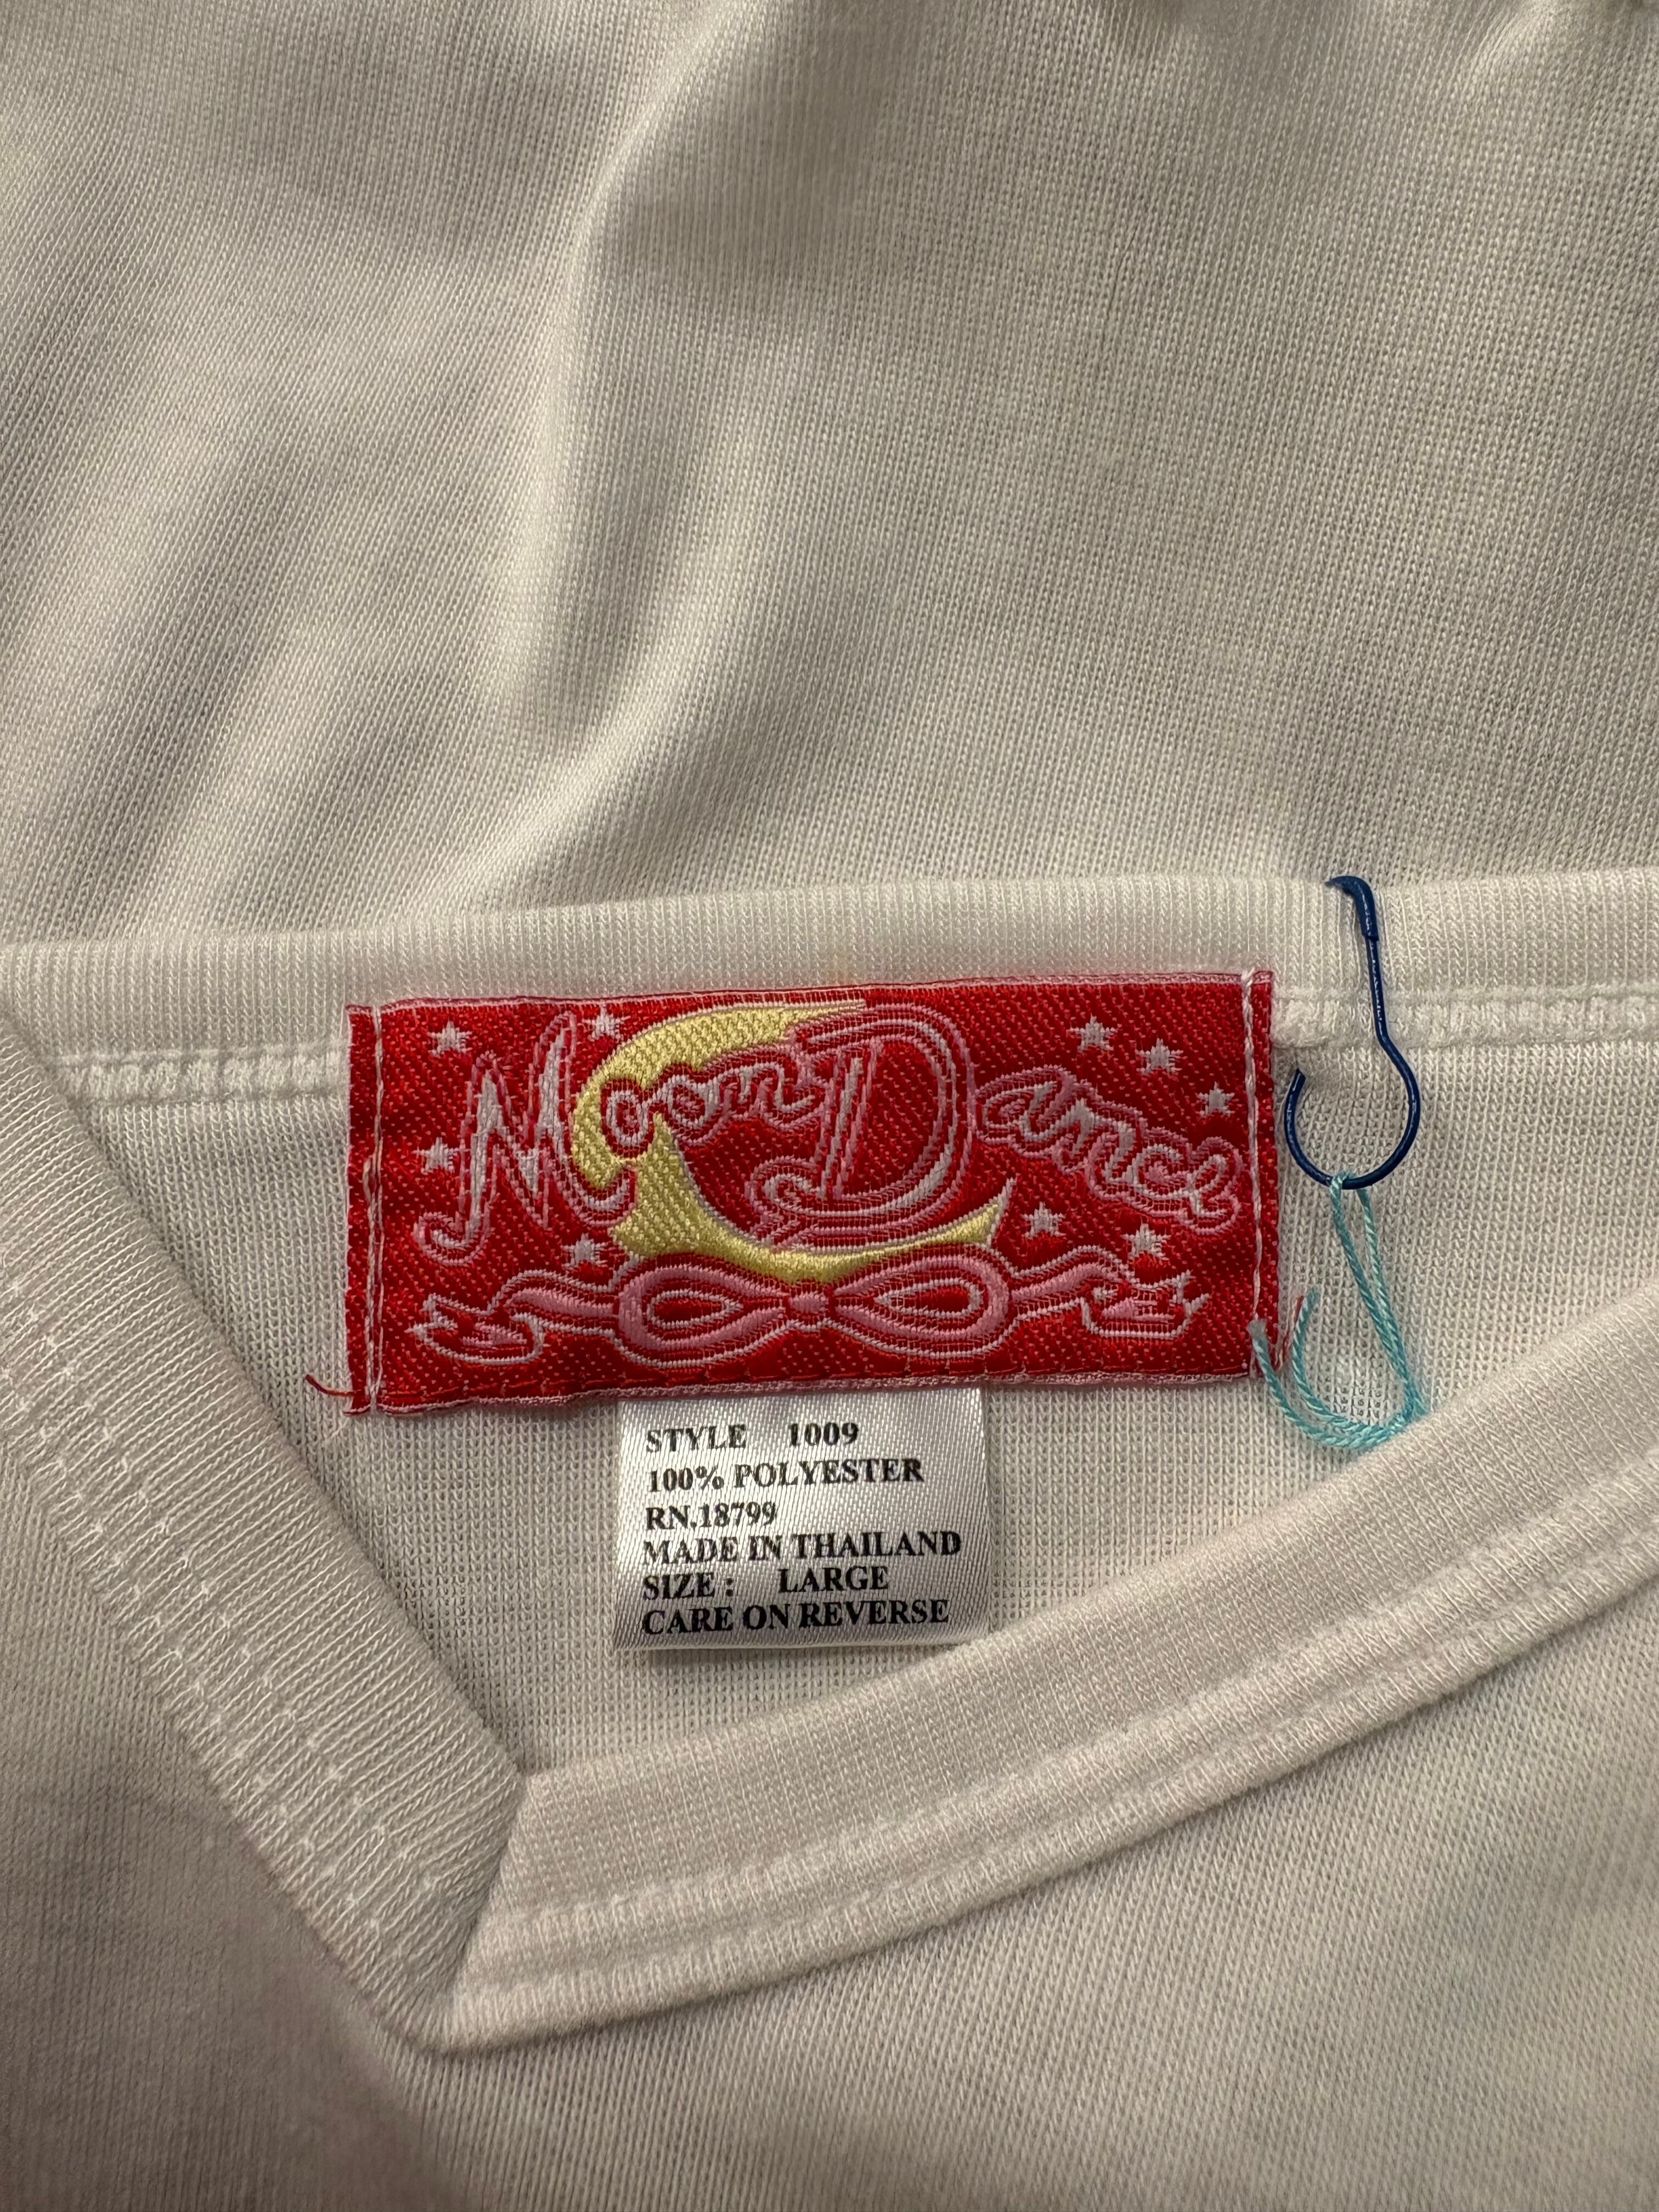 MoonDance
STYLE 1009
100% POLYESTER
RN.18799
MADE IN THAILAND
SIZE : LARGE
CARE ON REVERSE